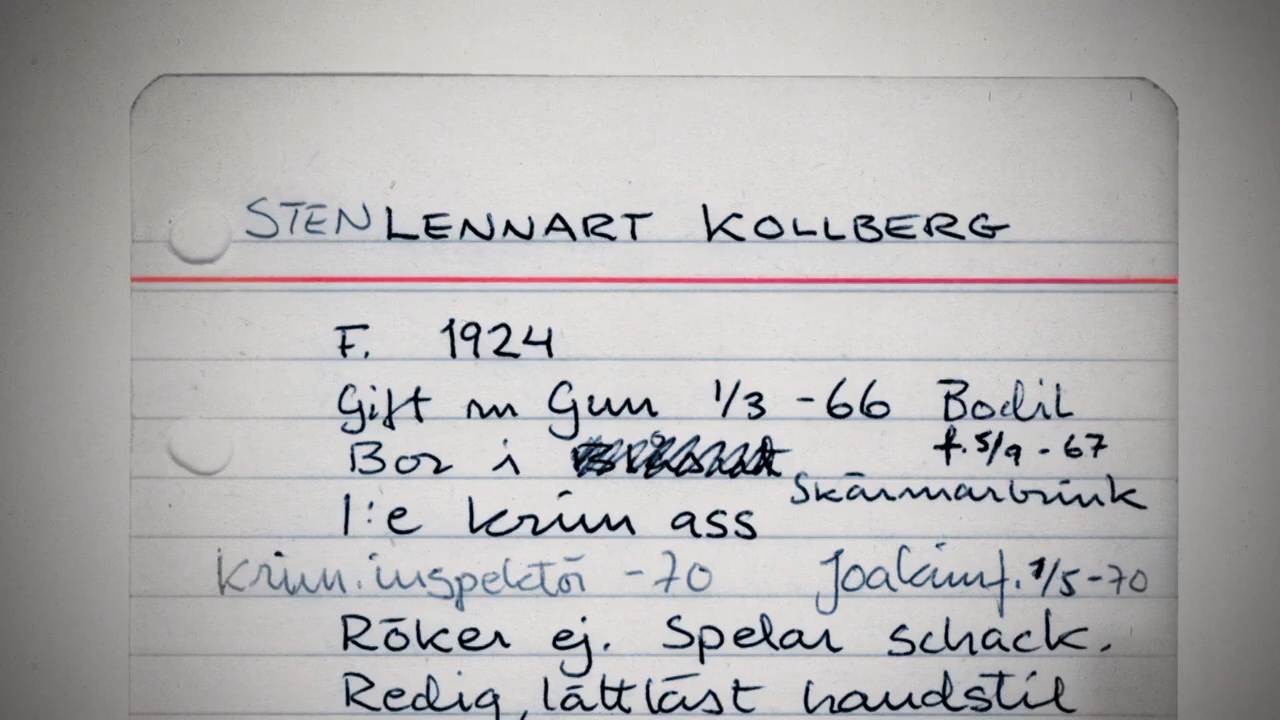 STEN LENNART KOLLBERG
F. 1924
Gift m Gun 1/3 -66 Bodil
f. 5/9 - 67
Bor i
Skärmarbrink
1:e krim ass
Krim.inspektör -70 Joakim f. 1/5-70
Röker ej. Spelar schack.
Redig, lättläst handstil